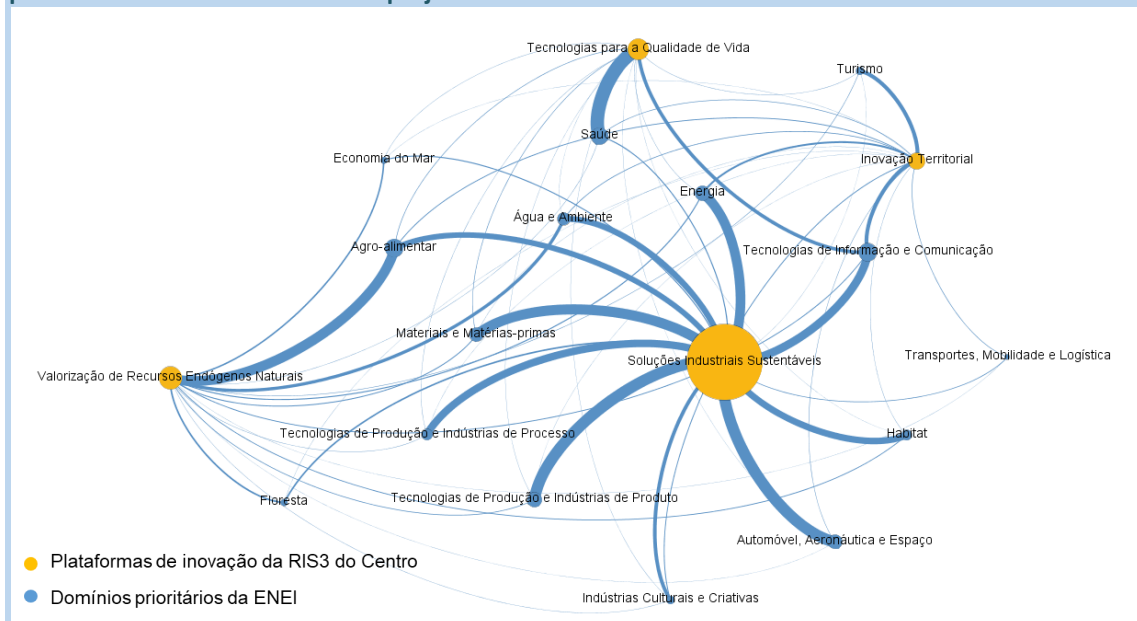 Tecnologias para a Qualidade de Vida
Turismo
Saúde
Economia do Mar
Inovação Territorial
Energia
Água e Ambiente
Agro-alimentar
Tecnologias de Informação e Comunicação
Materiais e Matérias-primas
Soluções Industriais Sustentáveis
Transportes, Mobilidade e Logística
Valorização de Recursos Endógenos Naturais
Tecnologias de Produção e Indústrias de Processo
Habitat
Floresta
Tecnologias de Produção e Indústrias de Produto
Automóvel, Aeronáutica e Espaço
Plataformas de inovação da RIS3 do Centro
Domínios prioritários da ENEI
Indústrias Culturais e Criativas